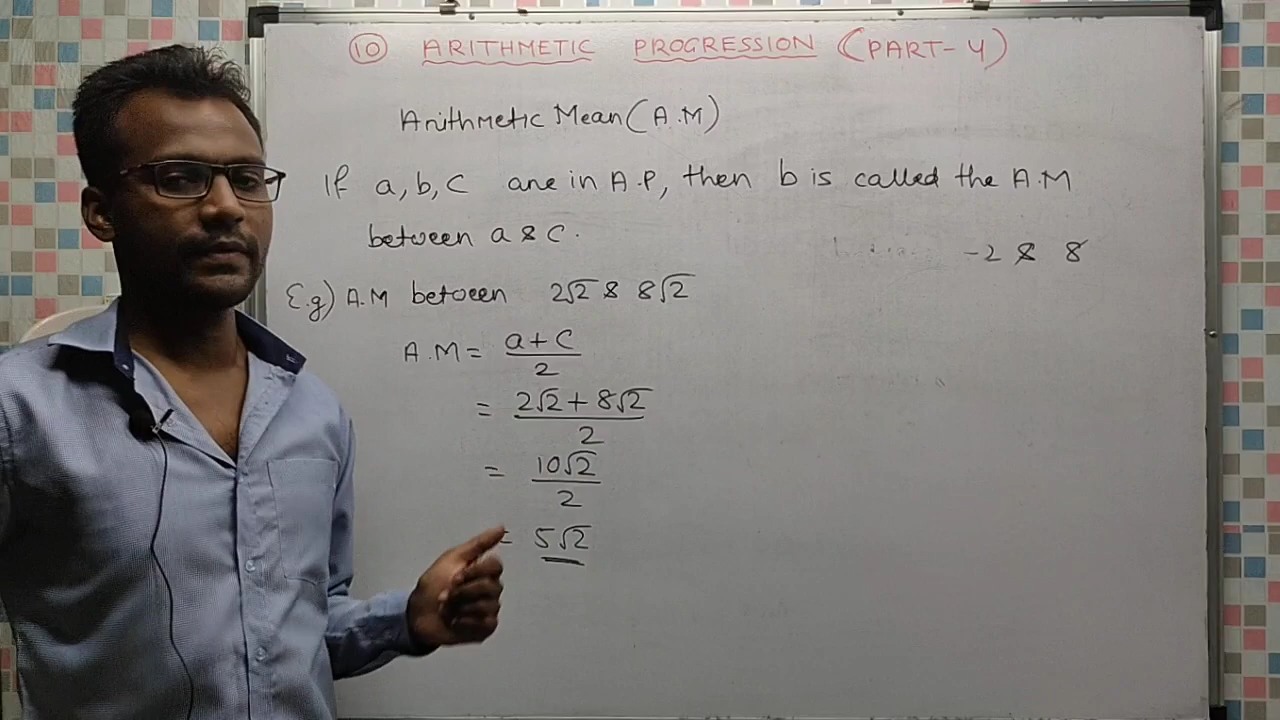 10 ARITHMETIC PROGRESSION (PART-4)
Arithmetic Mean (A.M)
If a, b, c are in A.P, then b is called the A.M
between a & c.
-2 & 8
E.g) A.M between 2√2 & 8√2
A.M = a + c / 2
= 2√2 + 8√2 / 2
= 10√2 / 2
= 5√2